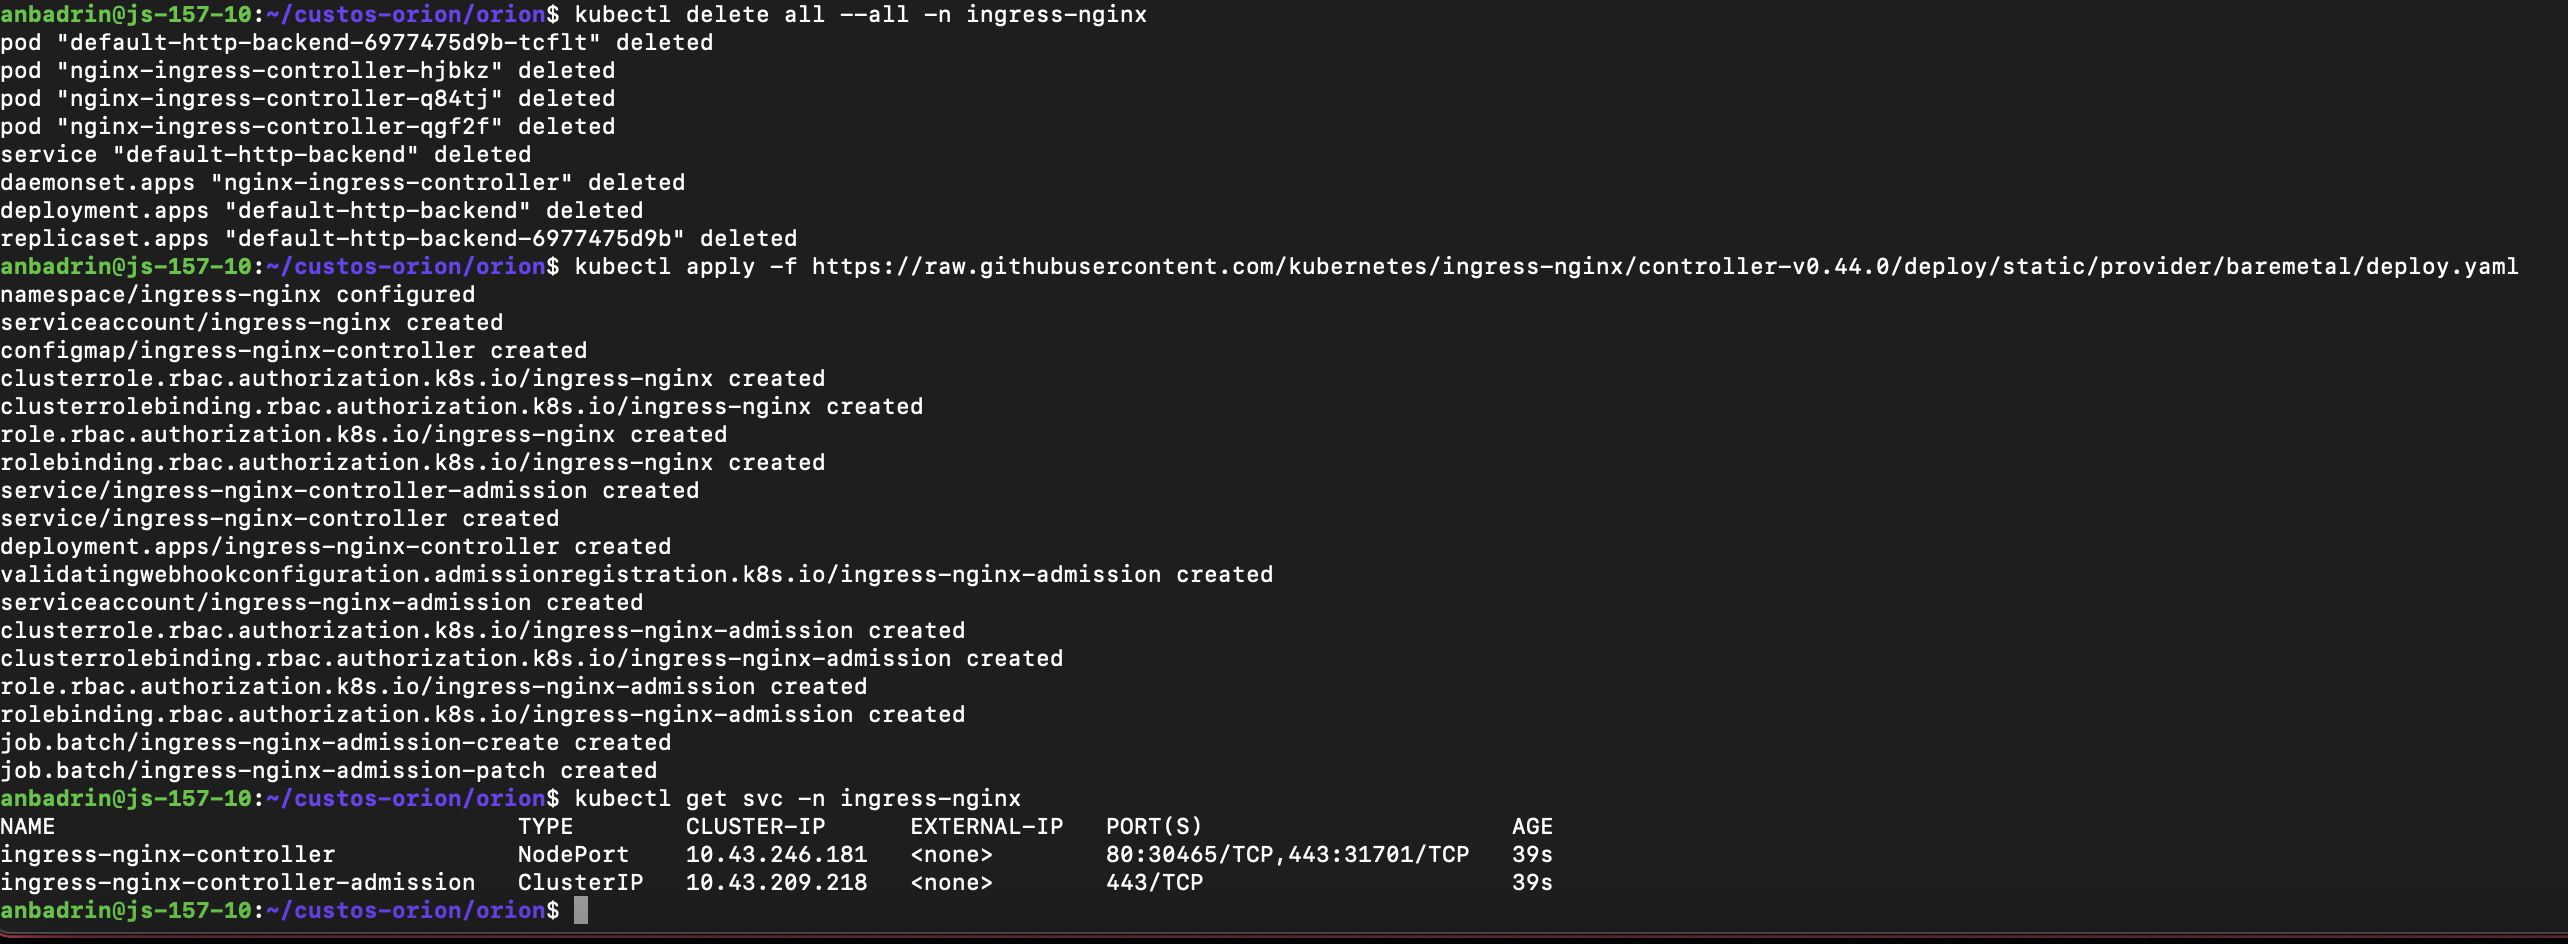 anbadrin@js-157-10:~/custos-orion/orion$ kubectl delete all --all -n ingress-nginx
pod "default-http-backend-6977475d9b-tcflt" deleted
pod "nginx-ingress-controller-hjbkz" deleted
pod "nginx-ingress-controller-q84tj" deleted
pod "nginx-ingress-controller-qgf2f" deleted
service "default-http-backend" deleted
daemonset.apps "nginx-ingress-controller" deleted
deployment.apps "default-http-backend" deleted
replicaset.apps "default-http-backend-6977475d9b" deleted
anbadrin@js-157-10:~/custos-orion/orion$ kubectl apply -f https://raw.githubusercontent.com/kubernetes/ingress-nginx/controller-v0.44.0/deploy/static/provider/baremetal/deploy.yaml
namespace/ingress-nginx configured
serviceaccount/ingress-nginx created
configmap/ingress-nginx-controller created
clusterrole.rbac.authorization.k8s.io/ingress-nginx created
clusterrolebinding.rbac.authorization.k8s.io/ingress-nginx created
role.rbac.authorization.k8s.io/ingress-nginx created
rolebinding.rbac.authorization.k8s.io/ingress-nginx created
service/ingress-nginx-controller-admission created
service/ingress-nginx-controller created
deployment.apps/ingress-nginx-controller created
validatingwebhookconfiguration.admissionregistration.k8s.io/ingress-nginx-admission created
serviceaccount/ingress-nginx-admission created
clusterrole.rbac.authorization.k8s.io/ingress-nginx-admission created
clusterrolebinding.rbac.authorization.k8s.io/ingress-nginx-admission created
role.rbac.authorization.k8s.io/ingress-nginx-admission created
rolebinding.rbac.authorization.k8s.io/ingress-nginx-admission created
job.batch/ingress-nginx-admission-create created
job.batch/ingress-nginx-admission-patch created
anbadrin@js-157-10:~/custos-orion/orion$ kubectl get svc -n ingress-nginx
NAME                                 TYPE        CLUSTER-IP      EXTERNAL-IP   PORT(S)                      AGE
ingress-nginx-controller             NodePort    10.43.246.181   <none>        80:30465/TCP,443:31701/TCP   39s
ingress-nginx-controller-admission   ClusterIP   10.43.209.218   <none>        443/TCP                      39s
anbadrin@js-157-10:~/custos-orion/orion$